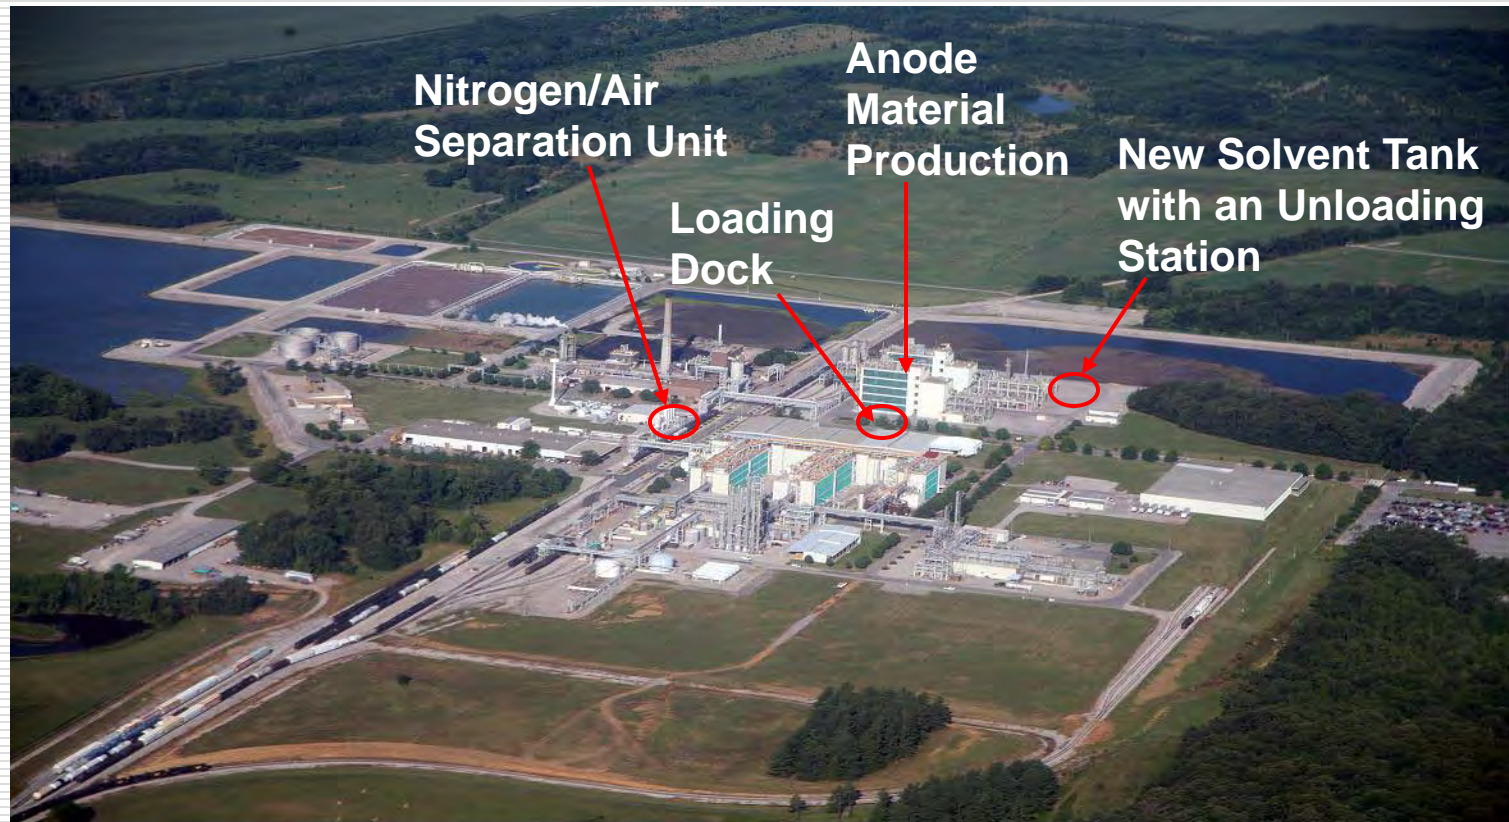 Nitrogen/Air
Separation Unit
Loading
Dock
Anode
Material
Production
New Solvent Tank
with an Unloading
Station